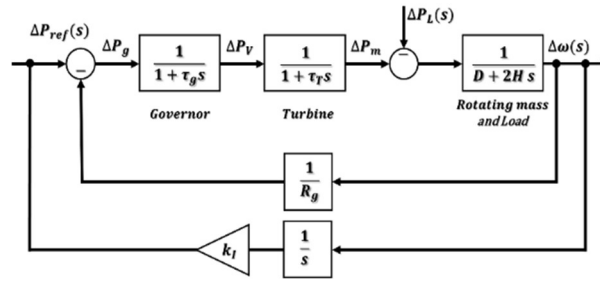 ΔP_ref(s)
ΔP_g
ΔP_V
ΔP_m
ΔP_L(s)
Δω(s)
−
1
1 + τ_g s
1
1 + τ_T s
−
1
D + 2H s
Governor
Turbine
Rotating mass
and Load
1
R_g
k_I
1
s